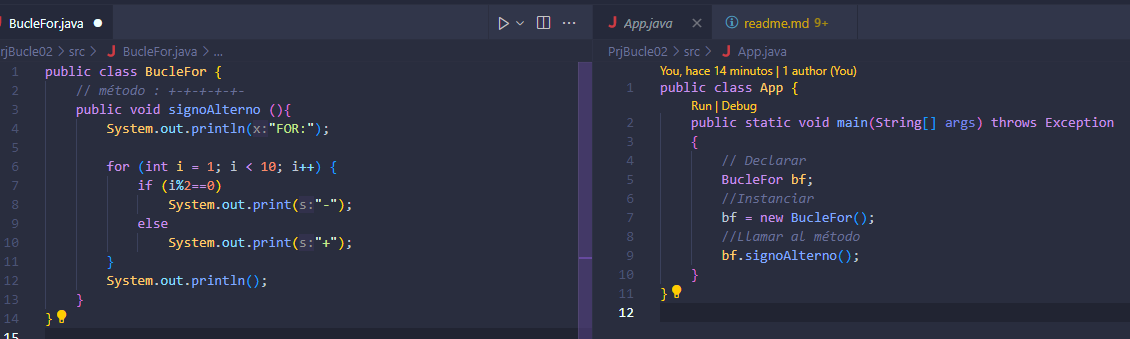 BucleFor.java
PrjBucle02 > src > BucleFor.java > ...
1 public class BucleFor {
2 // método : +-+-+-+-+-
3 public void signoAlterno (){
4 System.out.println(x:"FOR:");
5
6 for (int i = 1; i < 10; i++) {
7 if (i%2==0)
8 System.out.print(s:"-");
9 else
10 System.out.print(s:"+");
11 }
12 System.out.println();
13 }
14 }
15
App.java readme.md 9+
PrjBucle02 > src > App.java
You, hace 14 minutos | 1 author (You)
1 public class App {
Run | Debug
2 public static void main(String[] args) throws Exception
3 {
4 // Declarar
5 BucleFor bf;
6 //Instanciar
7 bf = new BucleFor();
8 //Llamar al método
9 bf.signoAlterno();
10 }
11 }
12